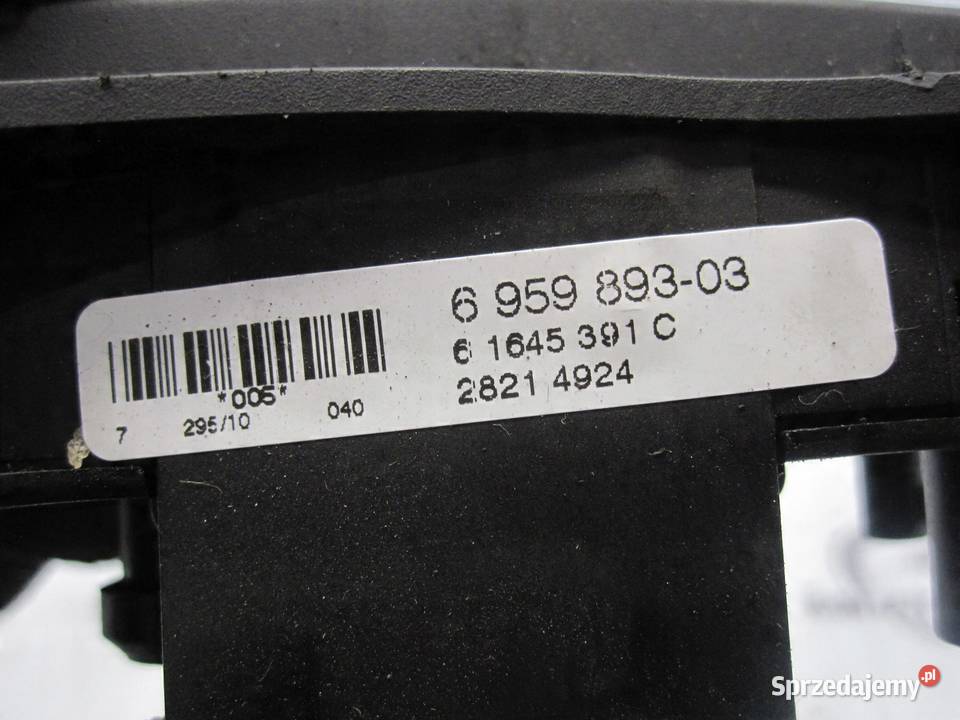 6 959 893-03
6 1645 391 C
2821 4924
*005*
7 295/10 040
Sprzedajemy.pl